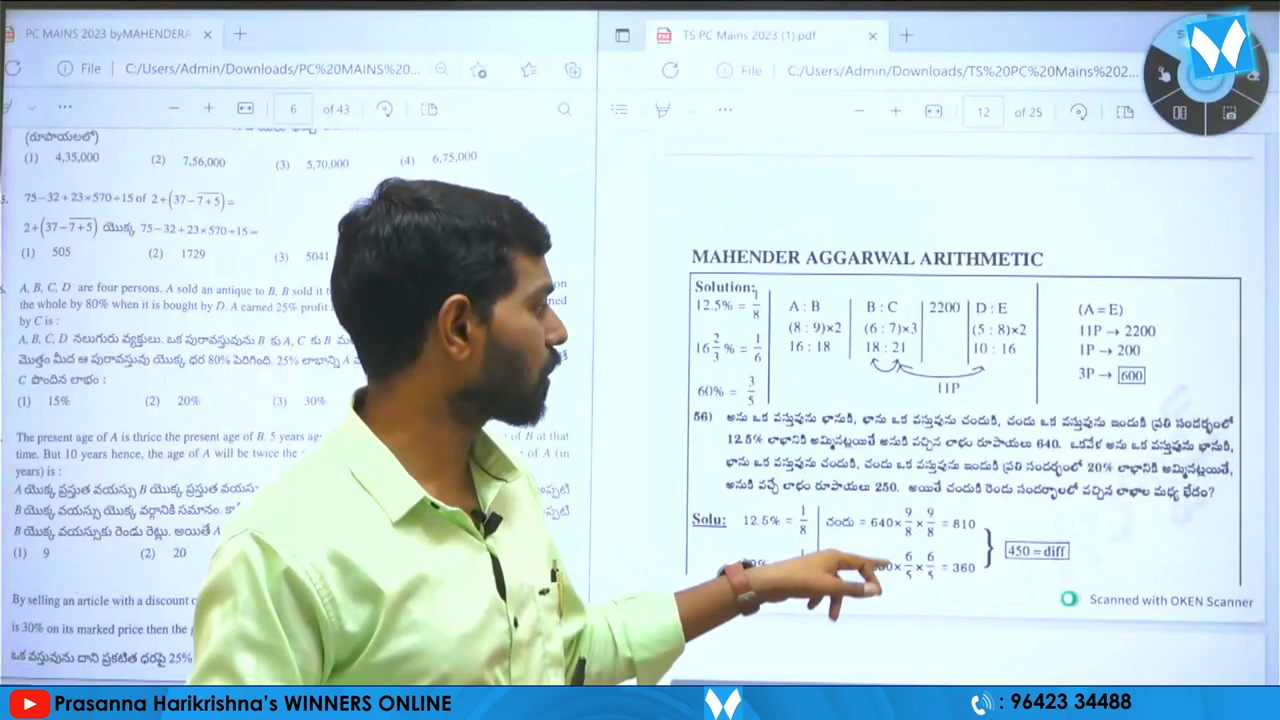 PC MAINS 2023 byMAHENDERA
File C:/Users/Admin/Downloads/PC%20MAINS%20...
6 of 43
(రూపాయలలో)
(1) 4,35,000 (2) 7,56,000 (3) 5,70,000 (4) 6,75,000
5. 75−32+23×570÷15 of 2+(37−7+5)=
2+(37−7+5) యొక్క 75−32+23×570÷15=
(1) 505 (2) 1729 (3) 5041
A, B, C, D are four persons. A sold an antique to B, B sold it t on
the whole by 80% when it is bought by D. A earned 25% profit ned
by C is :
A, B, C, D నలుగురు వ్యక్తులు. ఒక పురావస్తువును B కు A, C కు B
మొత్తం మీద ఆ పురావస్తువు యొక్క ధర 80% పెరిగింది. 25% లాభాన్ని A
C పొందిన లాభం :
(1) 15% (2) 20% (3) 30%
The present age of A is thrice the present age of B. 5 years ag of B at that
time. But 10 years hence, the age of A will be twice the of A (in
years) is :
A యొక్క ప్రస్తుత వయస్సు B యొక్క ప్రస్తుత వయస్సు అప్పటి
B యొక్క వయస్సు యొక్క వర్గానికి సమానం. కా
B యొక్క వయస్సుకు రెండు రెట్లు. అయితే A
(1) 9 (2) 20
By selling an article with a discount
is 30% on its marked price then the
ఒక వస్తువును దాని ప్రకటిత ధరపై 25%
TS PC Mains 2023 (1).pdf
File C:/Users/Admin/Downloads/TS%20PC%20Mains%202...
12 of 25
MAHENDER AGGARWAL ARITHMETIC
Solution:
12.5% = 1/8 A : B B : C 2200 D : E (A = E)
(8 : 9)×2 (6 : 7)×3 (5 : 8)×2 11P → 2200
16 2/3 % = 1/6 16 : 18 18 : 21 10 : 16 1P → 200
60% = 3/5 11P 3P → 600
56) అను ఒక వస్తువును భానుకి, భాను ఒక వస్తువును చందుకి, చందు ఒక వస్తువును ఇందుకి ప్రతి సందర్భంలో
12.5% లాభానికి అమ్మినట్లయితే అనుకి వచ్చిన లాభం రూపాయలు 640. ఒకవేళ అను ఒక వస్తువును భానుకి,
భాను ఒక వస్తువును చందుకి, చందు ఒక వస్తువును ఇందుకి ప్రతి సందర్భంలో 20% లాభానికి అమ్మినట్లయితే,
అనుకి వచ్చే లాభం రూపాయలు 250. అయితే చందుకి రెండు సందర్భాలలో వచ్చిన లాభాల మధ్య భేదం?
Solu: 12.5% = 1/8 చందు = 640× 9/8 × 9/8 = 810
× 6/5 × 6/5 = 360
450 = diff
Scanned with OKEN Scanner
Prasanna Harikrishna's WINNERS ONLINE : 96423 34488